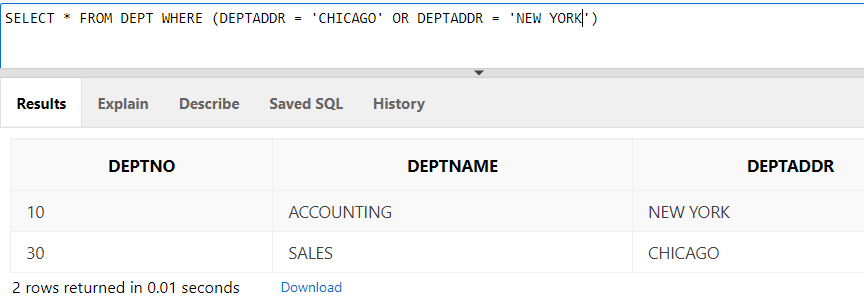 SELECT * FROM DEPT WHERE (DEPTADDR = 'CHICAGO' OR DEPTADDR = 'NEW YORK')
Results Explain Describe Saved SQL History
DEPTNO DEPTNAME DEPTADDR
10 ACCOUNTING NEW YORK
30 SALES CHICAGO
2 rows returned in 0.01 seconds Download